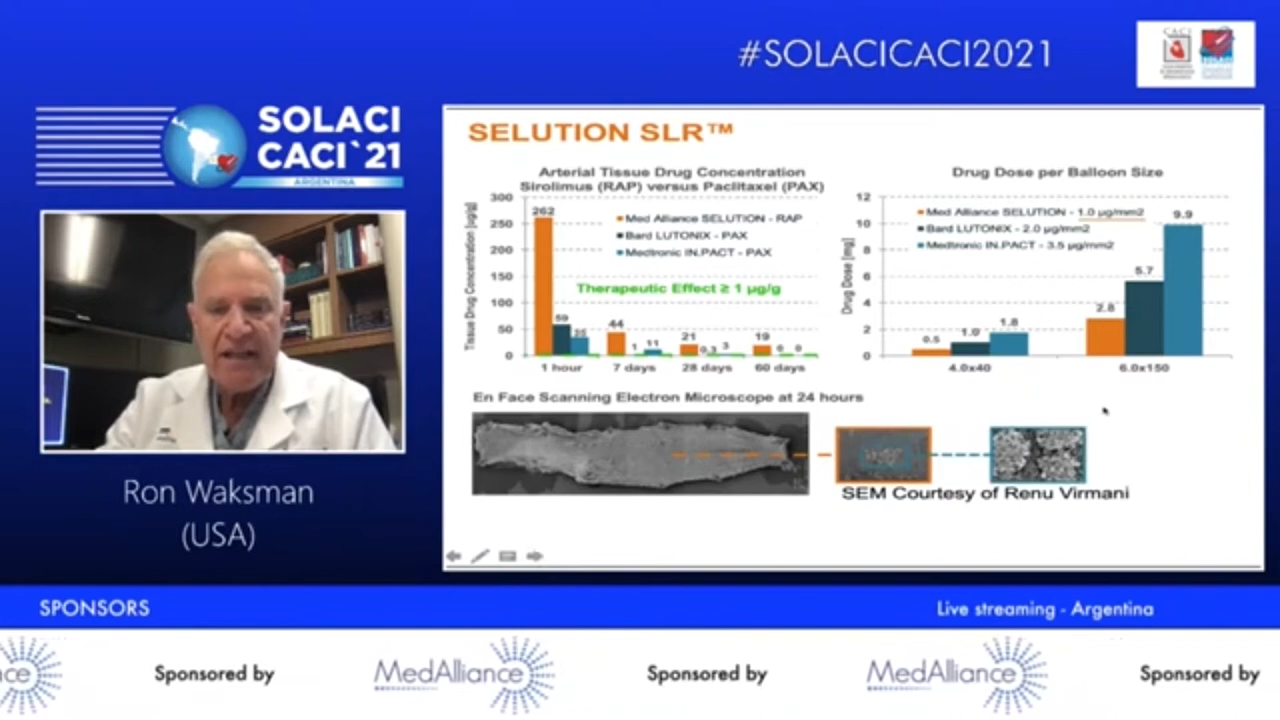 #SOLACICACI2021
CACI
SOLACI
SOLACI
CACI`21
ARGENTINA
Ron Waksman
(USA)
SELUTION SLR™
Arterial Tissue Drug Concentration
Sirolimus (RAP) versus Paclitaxel (PAX)
Tissue Drug Concentration [µg/g]
300
250
200
150
100
50
0
262
59
35
44
1
11
21
0.3
3
19
0
0
Med Alliance SELUTION - RAP
Bard LUTONIX - PAX
Medtronic IN.PACT - PAX
Therapeutic Effect ≥ 1 µg/g
1 hour
7 days
28 days
60 days
Drug Dose per Balloon Size
Drug Dose [mg]
12
10
8
6
4
2
0
Med Alliance SELUTION - 1.0 µg/mm2
Bard LUTONIX - 2.0 µg/mm2
Medtronic IN.PACT - 3.5 µg/mm2
0.5
1.0
1.8
2.8
5.7
9.9
4.0x40
6.0x150
En Face Scanning Electron Microscope at 24 hours
SEM Courtesy of Renu Virmani
SPONSORS
Live streaming - Argentina
ce
Sponsored by
MedAlliance
Sponsored by
MedAlliance
Sponsored by